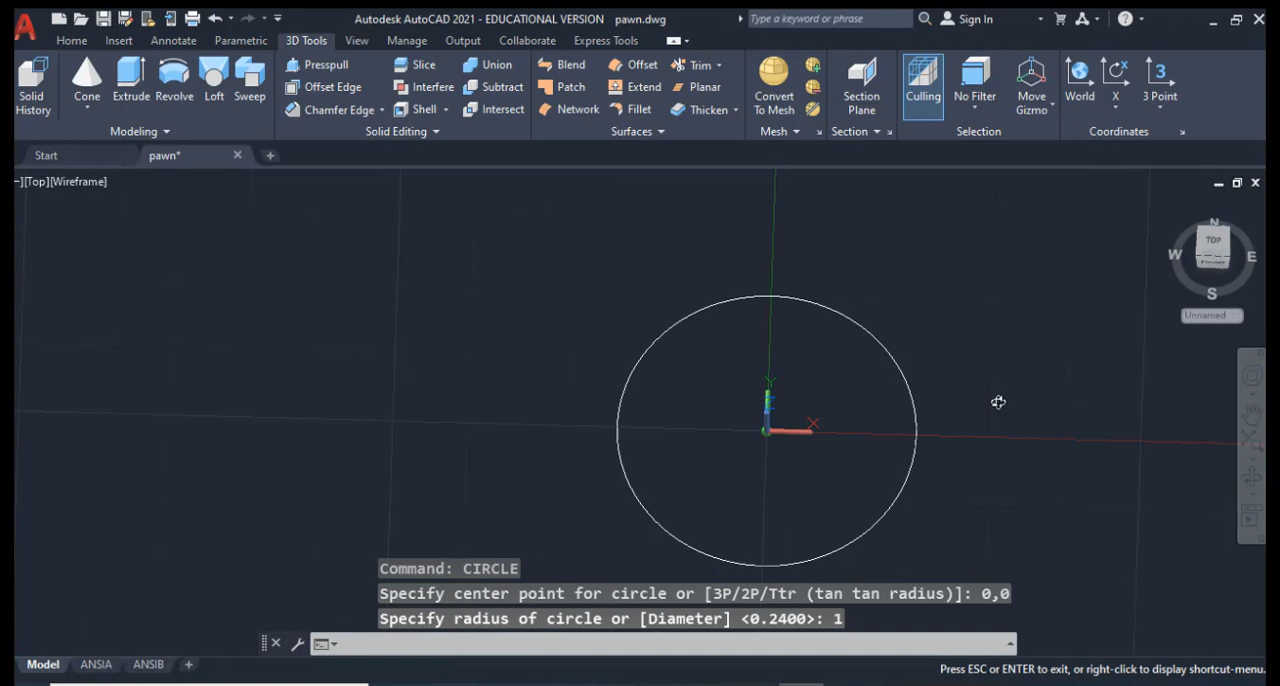 Autodesk AutoCAD 2021 - EDUCATIONAL VERSION pawn.dwg
Type a keyword or phrase
Sign In
Home Insert Annotate Parametric 3D Tools View Manage Output Collaborate Express Tools
Solid History
Cone
Extrude
Revolve
Loft
Sweep
Modeling
Presspull
Offset Edge
Chamfer Edge
Slice
Interfere
Shell
Union
Subtract
Intersect
Solid Editing
Blend
Patch
Network
Offset
Extend
Fillet
Trim
Planar
Thicken
Surfaces
Convert To Mesh
Mesh
Section Plane
Section
Culling
No Filter
Move Gizmo
Selection
World
X
3 Point
Coordinates
Start
pawn*
−][Top][Wireframe]
N
W
TOP
E
S
Unnamed
Y
X
Command: CIRCLE
Specify center point for circle or [3P/2P/Ttr (tan tan radius)]: 0,0
Specify radius of circle or [Diameter] <0.2400>: 1
Model ANSIA ANSIB
Press ESC or ENTER to exit, or right-click to display shortcut-menu.